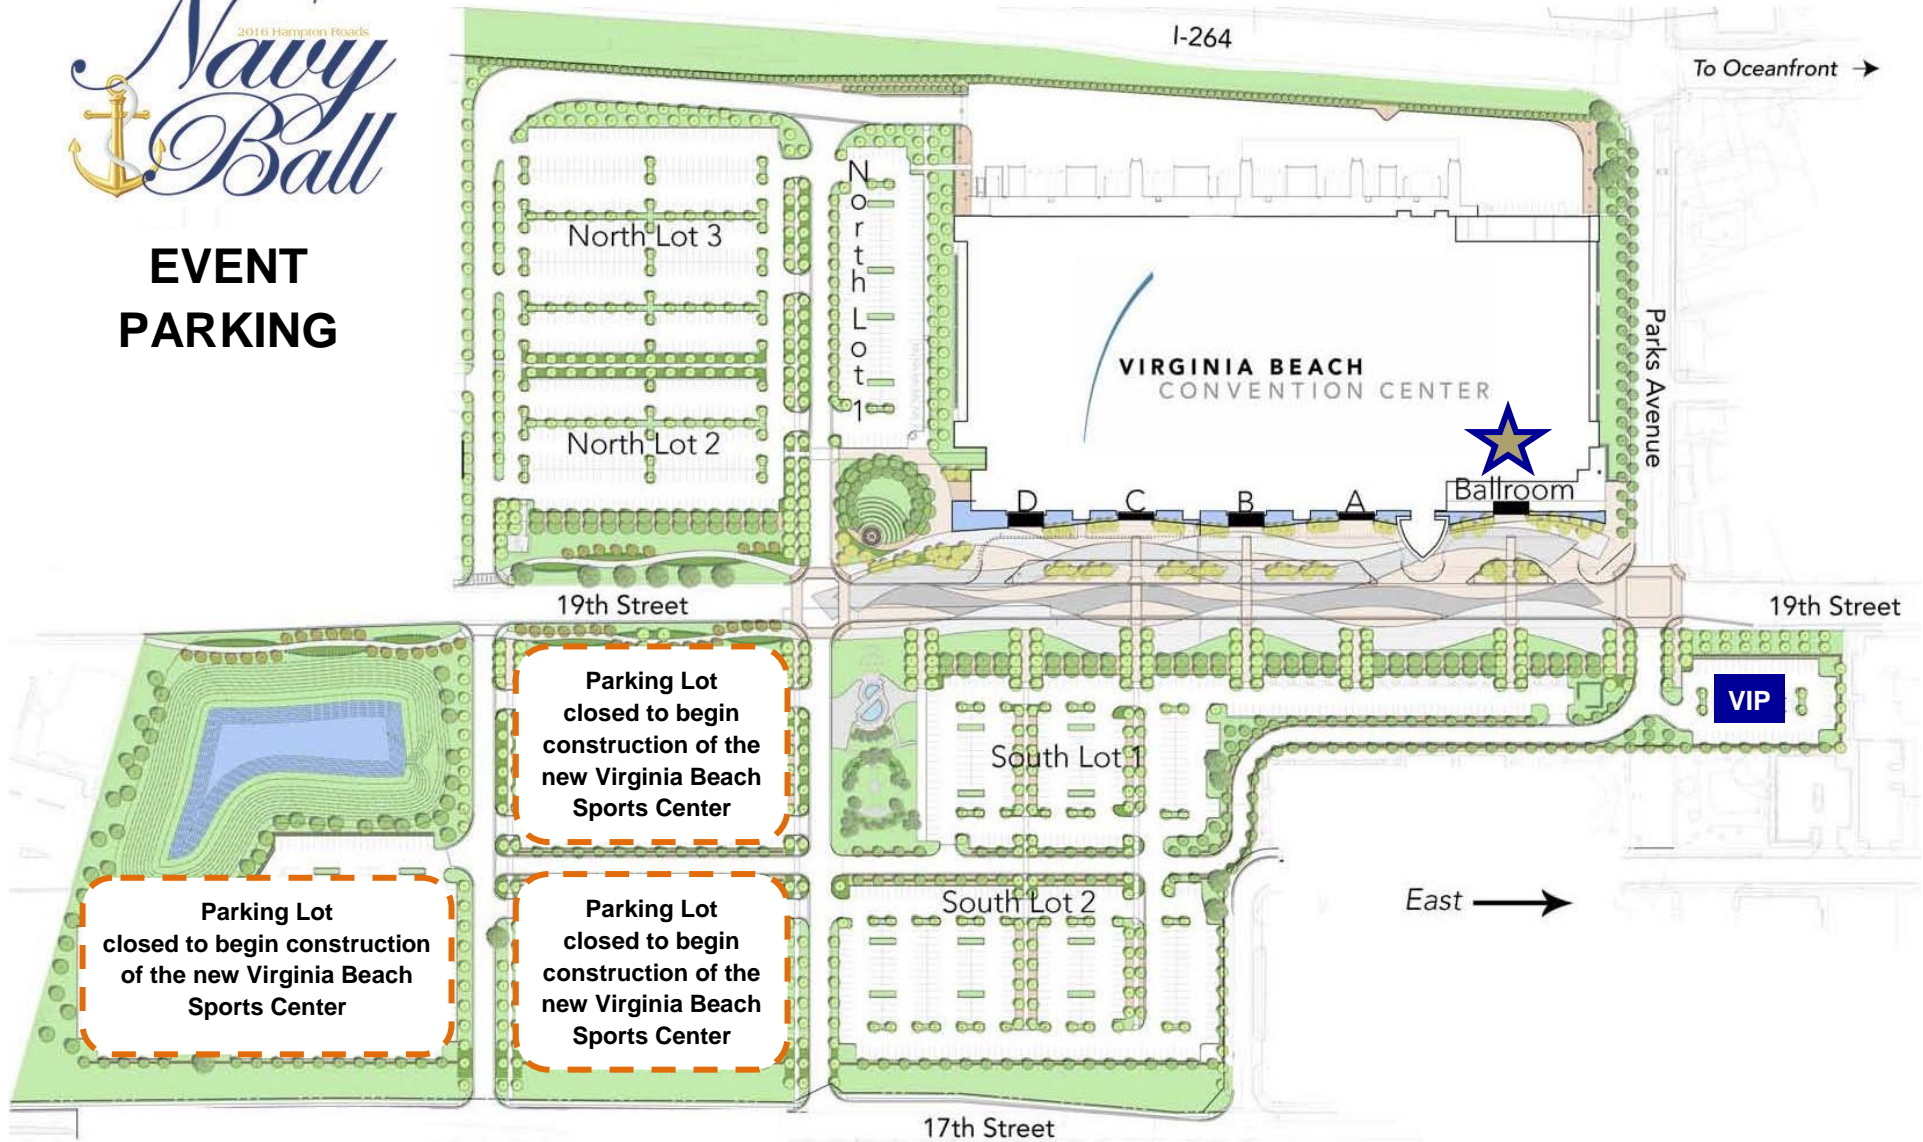 2016 Hampton Roads
Navy
Ball
EVENT
PARKING
I-264
To Oceanfront
North Lot 3
North Lot 1
North Lot 2
VIRGINIA BEACH
CONVENTION CENTER
Parks Avenue
D
C
B
A
Ballroom
19th Street
19th Street
Parking Lot
closed to begin
construction of the
new Virginia Beach
Sports Center
South Lot 1
VIP
Parking Lot
closed to begin construction
of the new Virginia Beach
Sports Center
Parking Lot
closed to begin
construction of the
new Virginia Beach
Sports Center
South Lot 2
East
17th Street